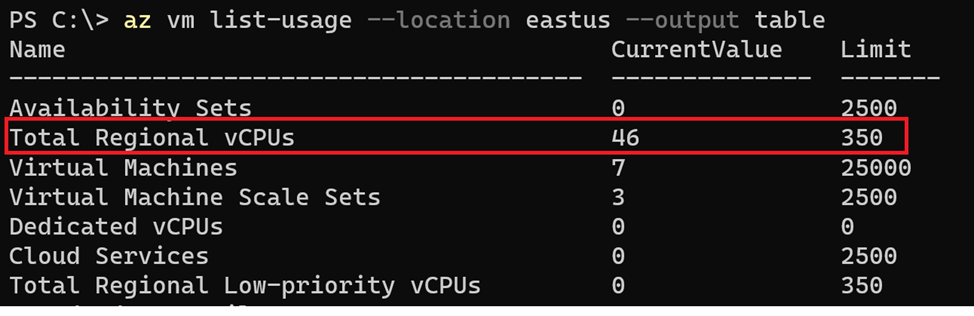 PS C:\> az vm list-usage --location eastus --output table
Name CurrentValue Limit
---------------------------------------- -------------- -------
Availability Sets 0 2500
Total Regional vCPUs 46 350
Virtual Machines 7 25000
Virtual Machine Scale Sets 3 2500
Dedicated vCPUs 0 0
Cloud Services 0 2500
Total Regional Low-priority vCPUs 0 350